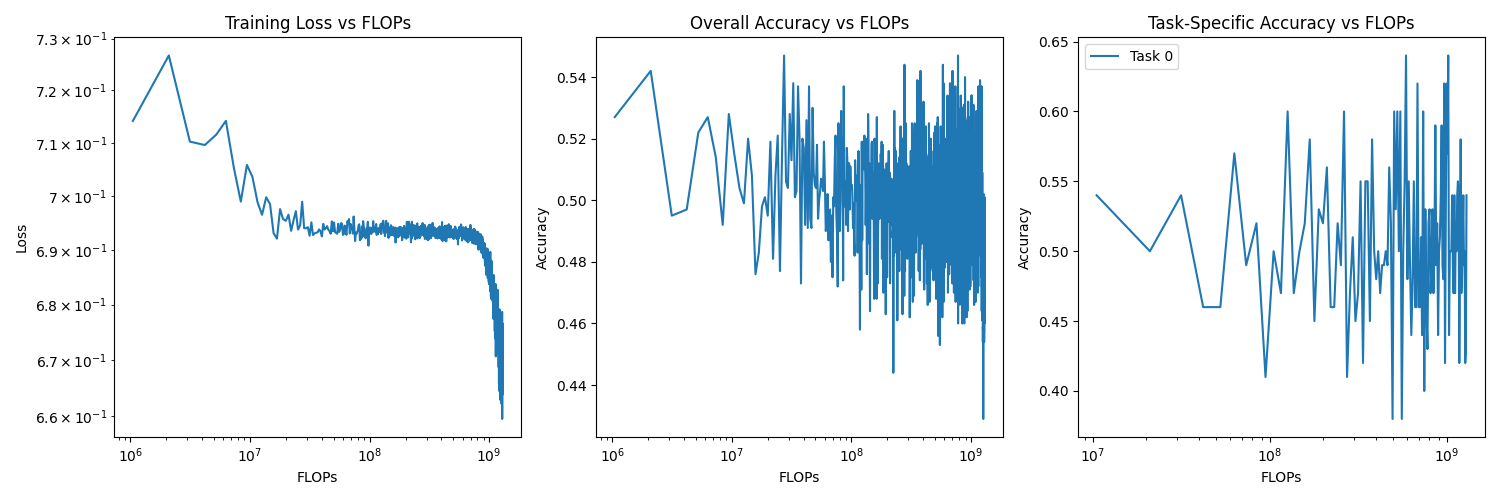 Training Loss vs FLOPs
7.3 × 10⁻¹
7.2 × 10⁻¹
7.1 × 10⁻¹
7 × 10⁻¹
6.9 × 10⁻¹
6.8 × 10⁻¹
6.7 × 10⁻¹
6.6 × 10⁻¹
Loss
10⁶ 10⁷ 10⁸ 10⁹
FLOPs
Overall Accuracy vs FLOPs
0.54
0.52
0.50
0.48
0.46
0.44
Accuracy
10⁶ 10⁷ 10⁸ 10⁹
FLOPs
Task-Specific Accuracy vs FLOPs
Task 0
0.65
0.60
0.55
0.50
0.45
0.40
Accuracy
10⁷ 10⁸ 10⁹
FLOPs